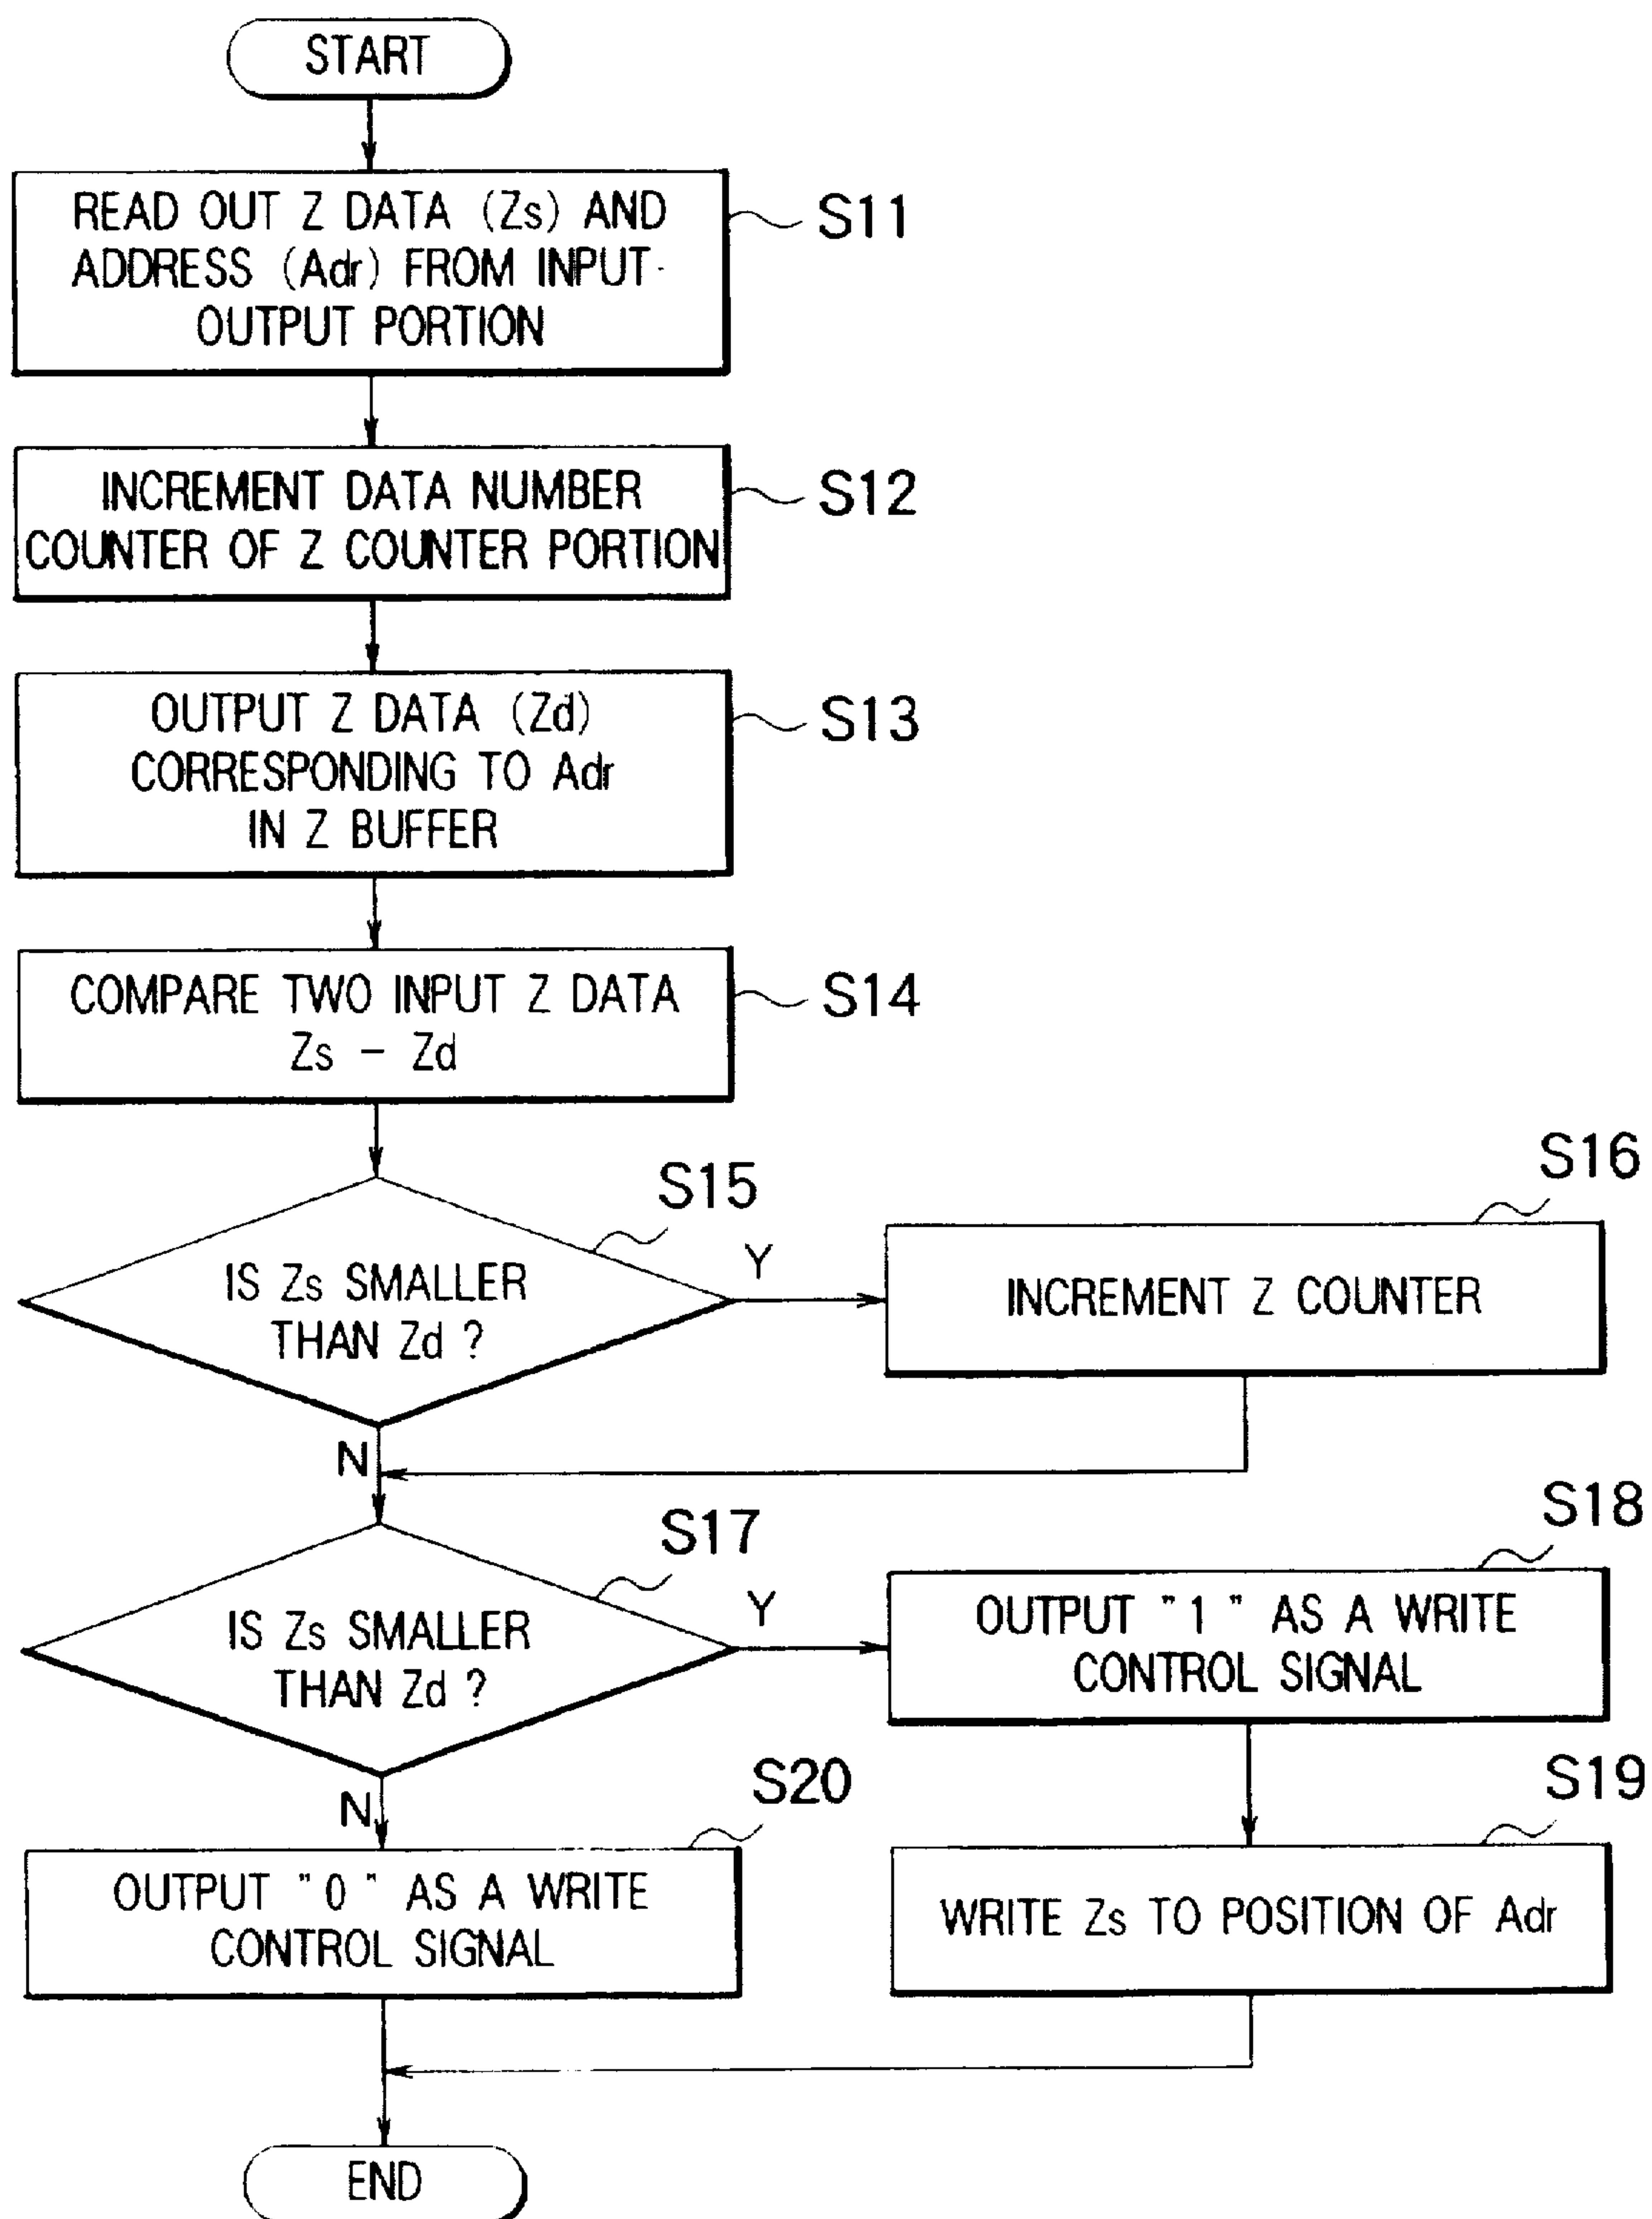 START
READ OUT Z DATA (Zs) AND
ADDRESS (Adr) FROM INPUT-
OUTPUT PORTION
S11
INCREMENT DATA NUMBER
COUNTER OF Z COUNTER PORTION
S12
OUTPUT Z DATA (Zd)
CORRESPONDING TO Adr
IN Z BUFFER
S13
COMPARE TWO INPUT Z DATA
Zs - Zd
S14
S15
IS Zs SMALLER
THAN Zd ?
Y
N
S16
INCREMENT Z COUNTER
S17
IS Zs SMALLER
THAN Zd ?
Y
N
S18
OUTPUT "1" AS A WRITE
CONTROL SIGNAL
S19
WRITE Zs TO POSITION OF Adr
S20
OUTPUT "0" AS A WRITE
CONTROL SIGNAL
END